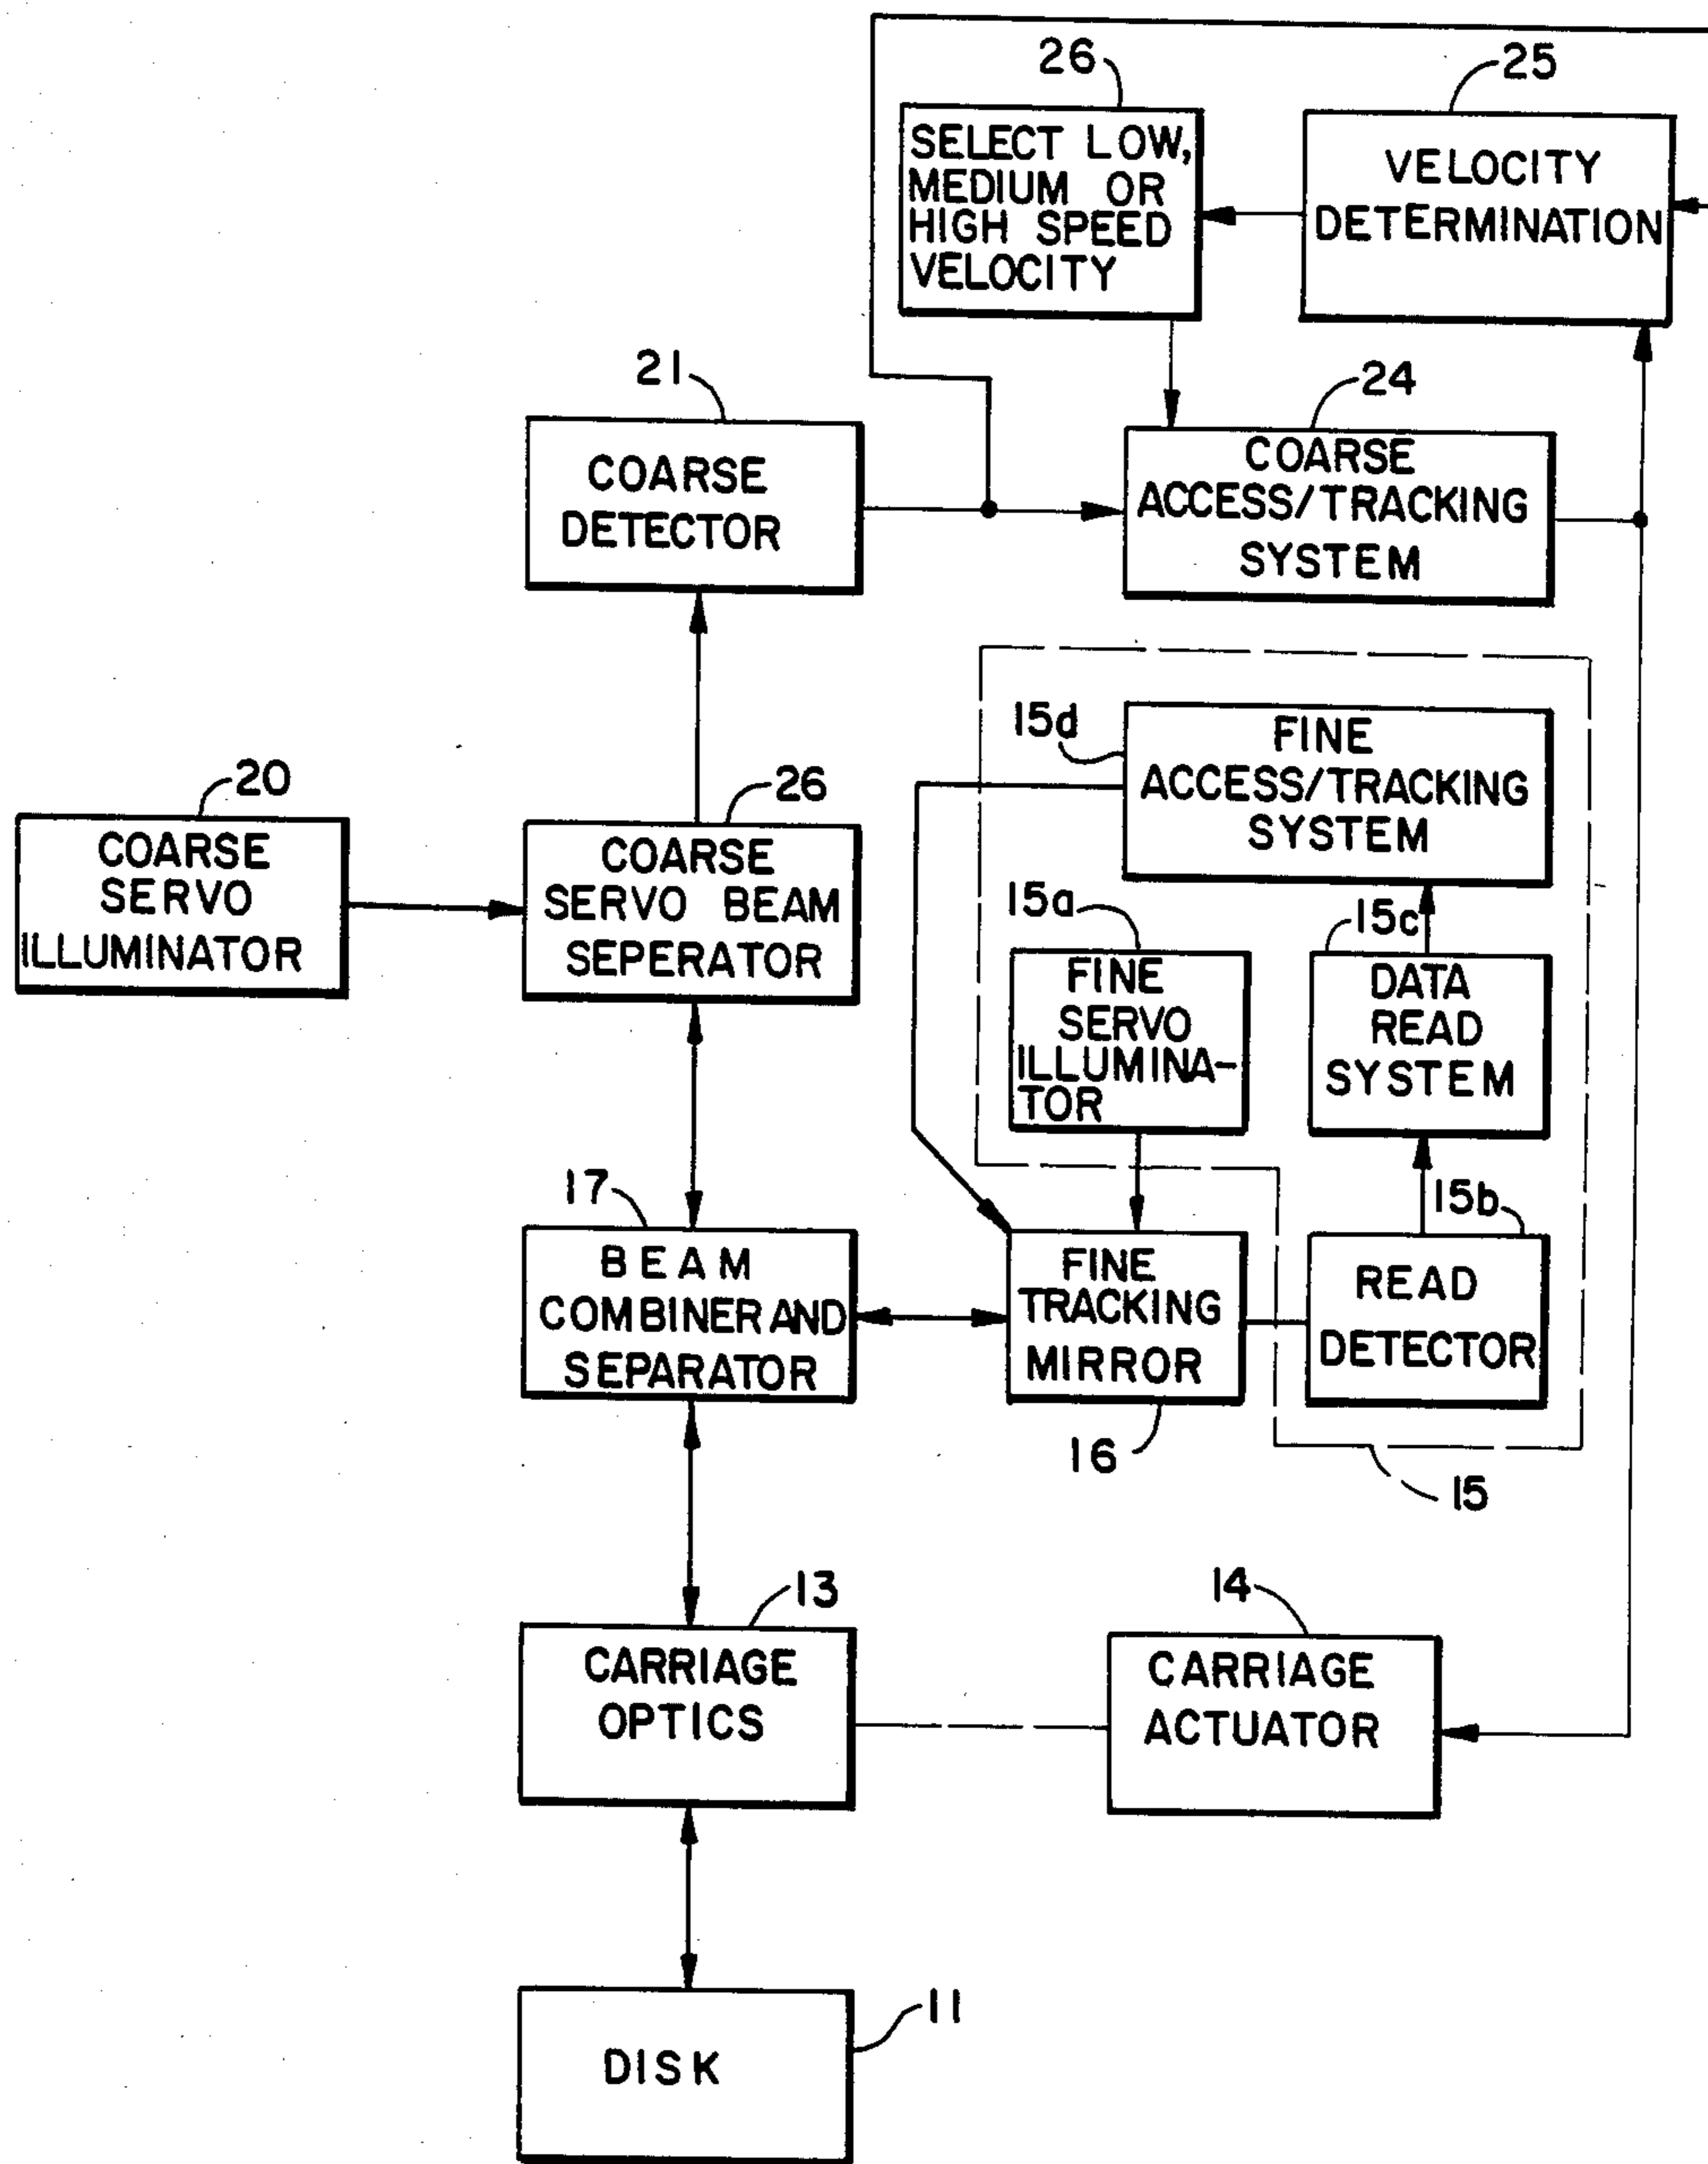 26
25
SELECT LOW,
MEDIUM OR
HIGH SPEED
VELOCITY
VELOCITY
DETERMINATION
21
24
COARSE
DETECTOR
COARSE
ACCESS/TRACKING
SYSTEM
15d
FINE
ACCESS/TRACKING
SYSTEM
20
26
COARSE
SERVO
ILLUMINATOR
COARSE
SERVO BEAM
SEPERATOR
15a
15c
FINE
SERVO
ILLUMINA-
TOR
DATA
READ
SYSTEM
17
15b
BEAM
COMBINER AND
SEPARATOR
FINE
TRACKING
MIRROR
READ
DETECTOR
16
15
13
14
CARRIAGE
OPTICS
CARRIAGE
ACTUATOR
11
DISK